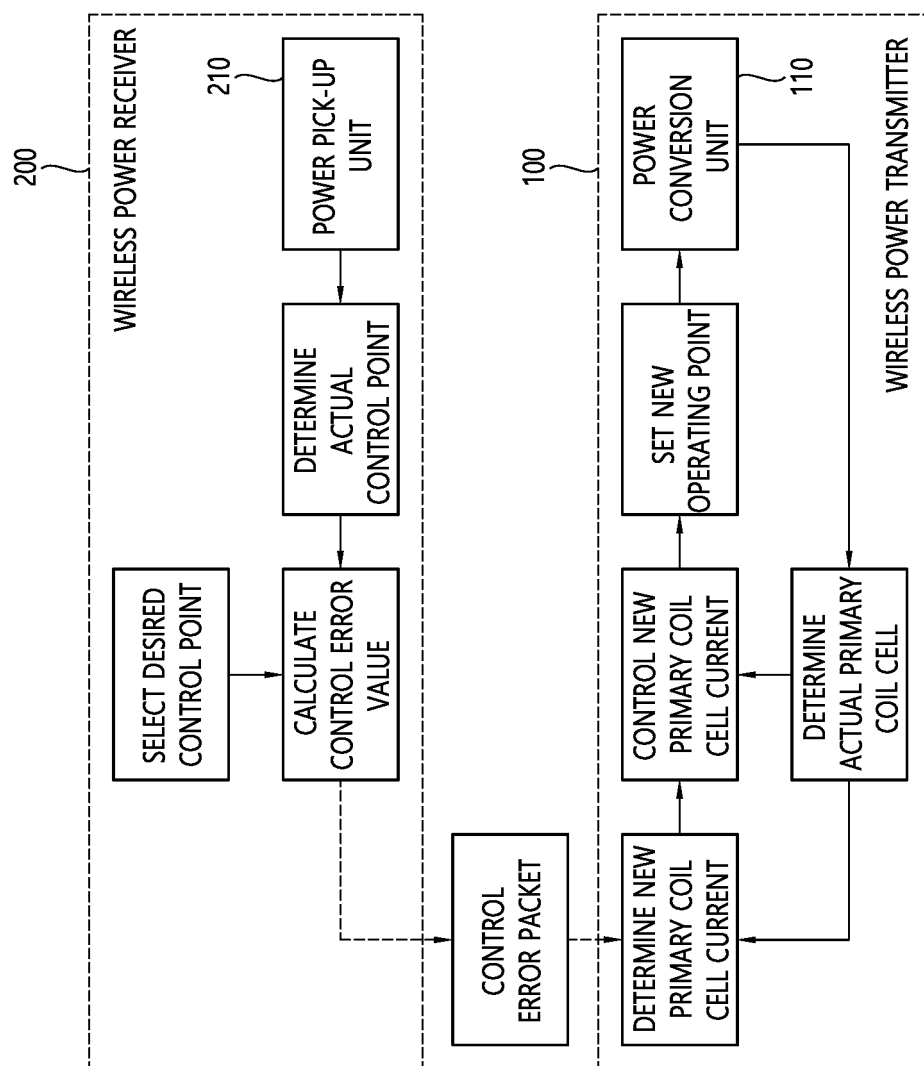 200
WIRELESS POWER RECEIVER
SELECT DESIRED
CONTROL POINT
210
POWER PICK-UP
UNIT
DETERMINE
ACTUAL
CONTROL POINT
CALCULATE
CONTROL ERROR
VALUE
CONTROL
ERROR PACKET
100
DETERMINE NEW
PRIMARY COIL
CELL CURRENT
CONTROL NEW
PRIMARY COIL
CELL CURRENT
SET NEW
OPERATING POINT
POWER
CONVERSION
UNIT
110
DETERMINE
ACTUAL PRIMARY
COIL CELL
WIRELESS POWER TRANSMITTER